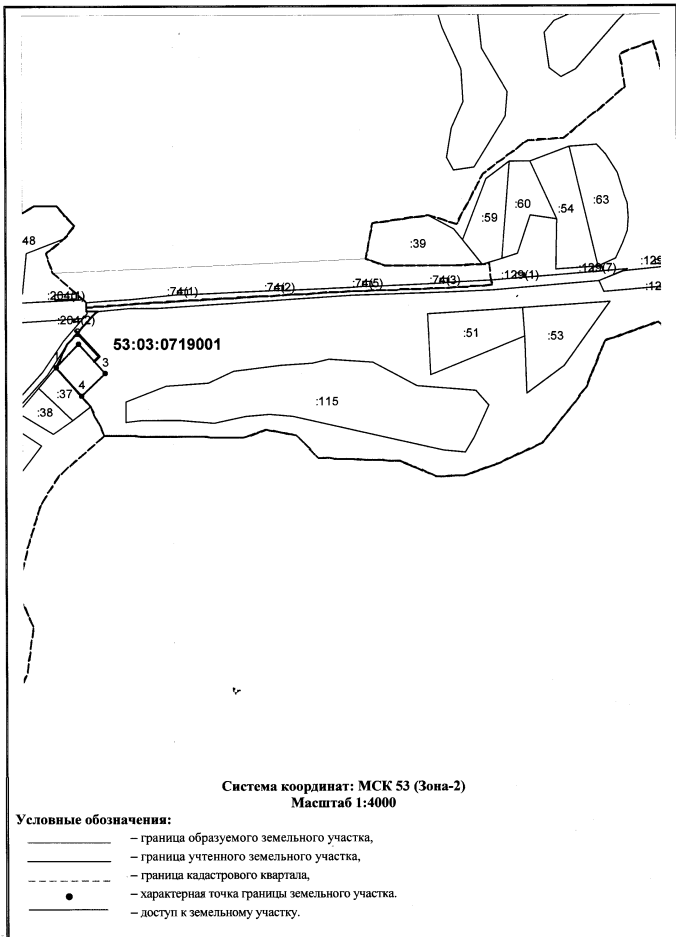 :63
:60
:54
:59
48
:39
:129(1)
:129(7)
:74(1)
:74(2)
:74(5)
:74(3)
:204(1)
:204(2)
:51
:53
53:03:0719001
3
4
:37
:38
:115
Система координат: МСК 53 (Зона-2)
Масштаб 1:4000
Условные обозначения:
– граница образуемого земельного участка,
– граница учтенного земельного участка,
– граница кадастрового квартала,
– характерная точка границы земельного участка.
– доступ к земельному участку.